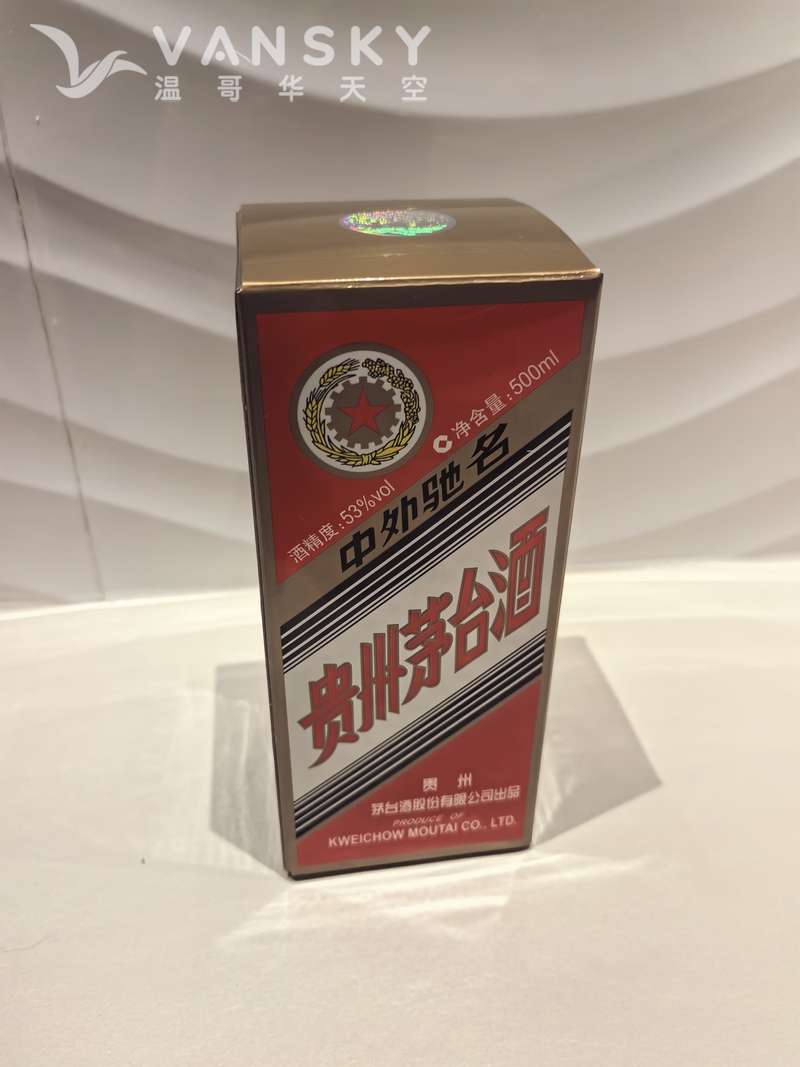 VANSKY
温哥华天空
净含量:500ml
酒精度:53%vol
中外驰名
贵州茅台酒
贵州
茅台酒股份有限公司出品
PRODUCE OF
KWEICHOW MOUTAI CO., LTD.